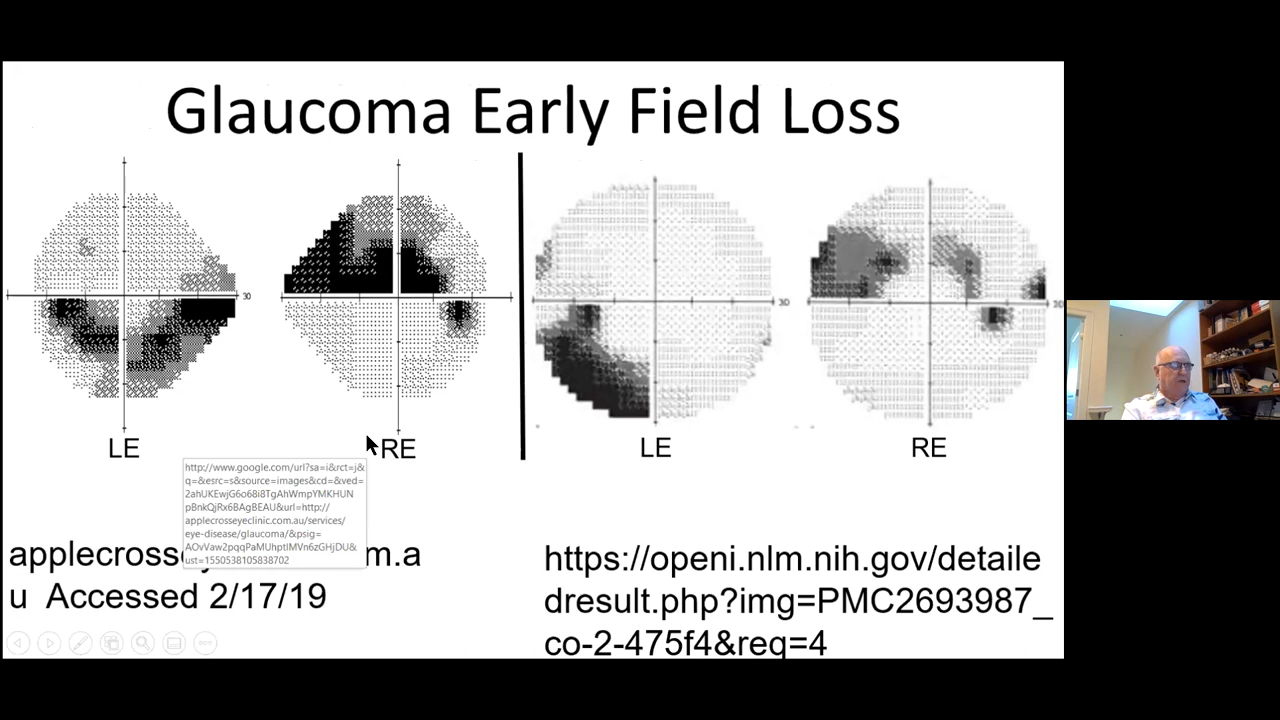 Glaucoma Early Field Loss
30
30
30
LE
RE
LE
RE
http://www.google.com/url?sa=i&rct=j&
q=&esrc=s&source=images&cd=&ved=
2ahUKEwjG6o68i8TgAhWmpYMKHUN
pBnkQjRx6BAgBEAU&url=http://
applecrosseyeclinic.com.au/services/
eye-disease/glaucoma/&psig=
AOvVaw2pqqPaMUhptIMVn6zGHjDU&
ust=1550538105838702
applecrosse m.a
u Accessed 2/17/19
https://openi.nlm.nih.gov/detaile
dresult.php?img=PMC2693987_
co-2-475f4&req=4